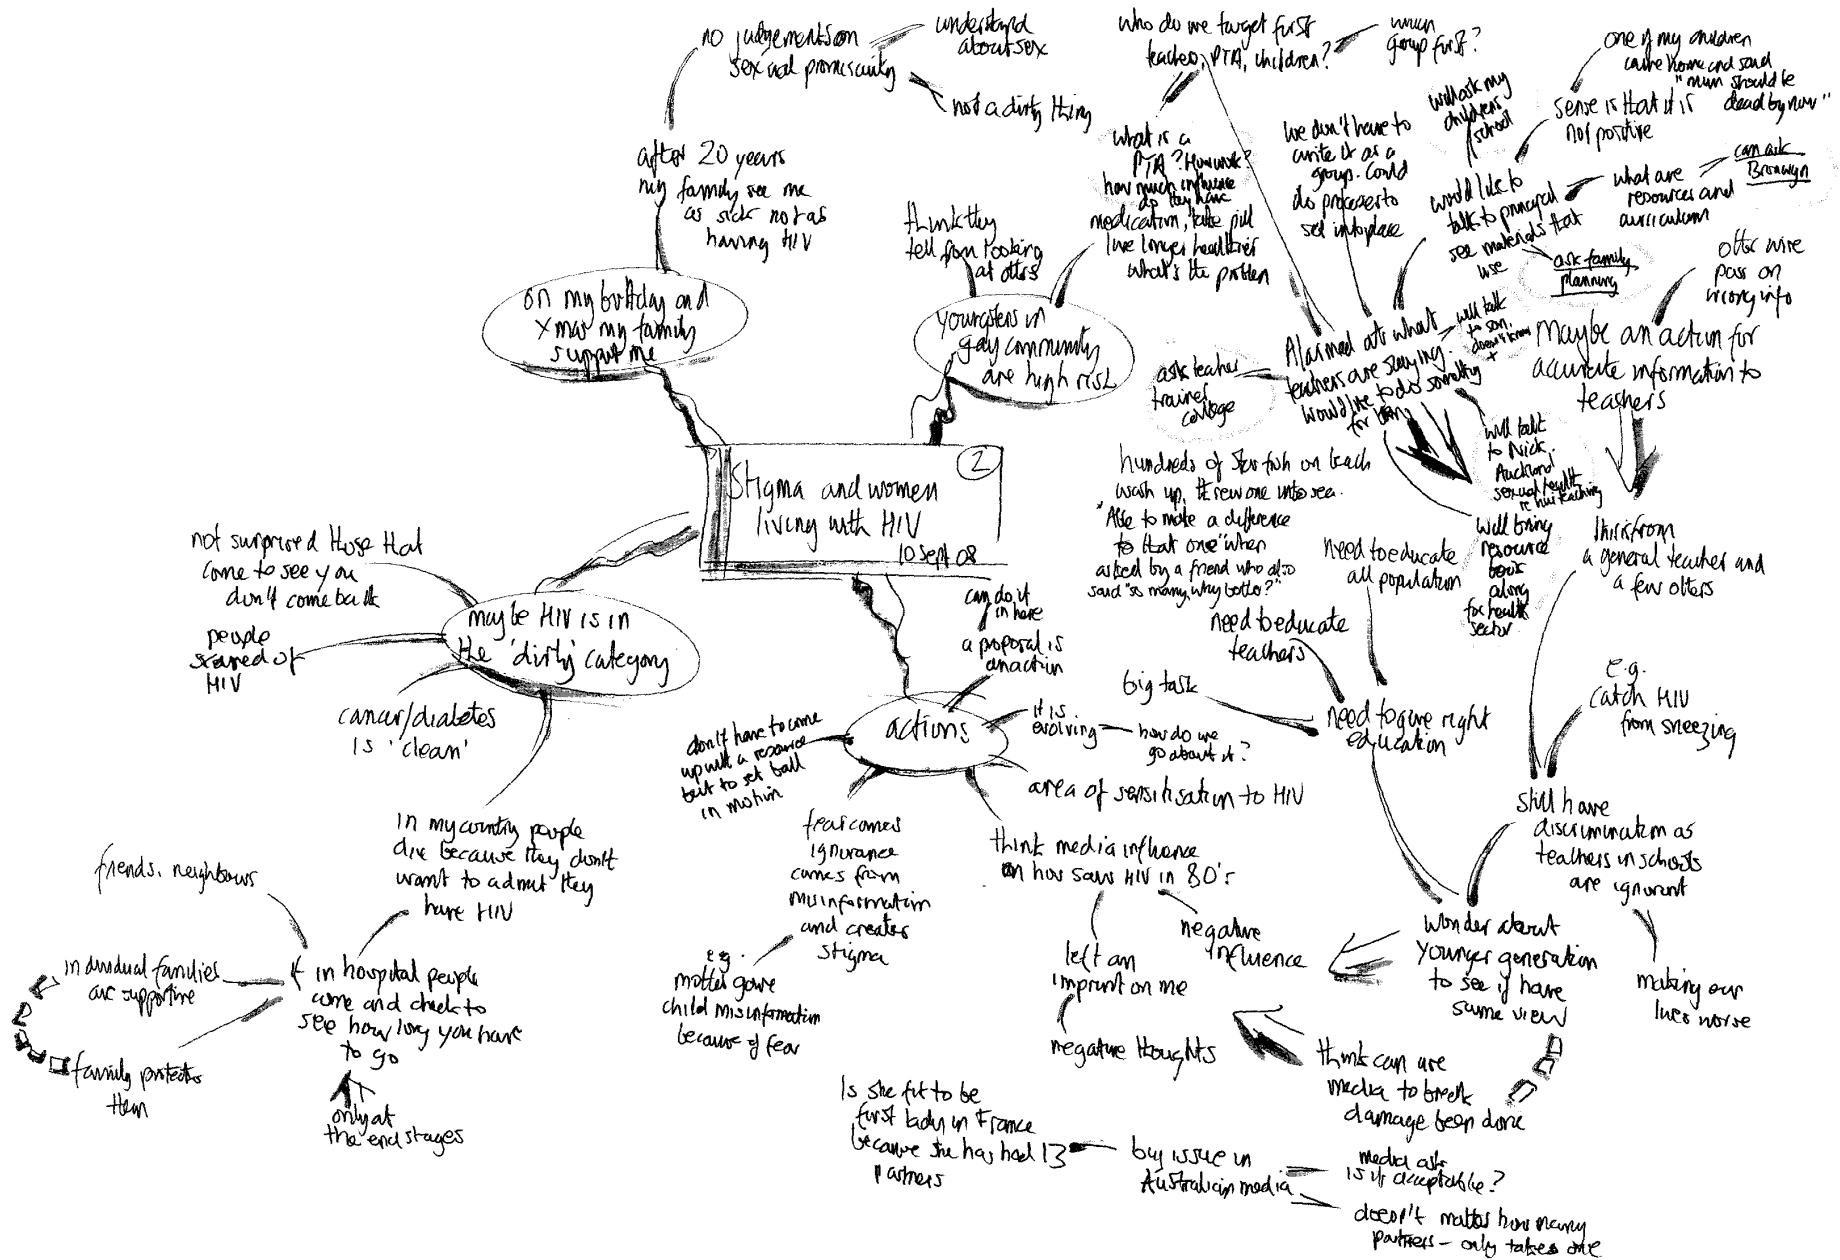 Stigma and women
living with HIV
2
10 Sept 08
on my birthday and
Xmas my family
support me
after 20 years
my family see me
as sick not as
having HIV
no judgements on
sexual promiscuity
understand
about sex
not a dirty thing
youngsters in
gay community
are high risk
think they
tell from looking
at others
medication, take pill
live longer healthier
what's the problem
what is a
PTA? How work?
how much influence
do they have
who do we target first
teacher, PTA, children?
which
group first?
we don't have to
write it as a
group. Could
do proposer to
set into place
will ask my
children's
school
one of my children
came home and said
"mum should be
dead by now"
sense is that it is
not positive
would like to
talk to principal
see materials that
use
what are
resources and
curriculum
can ask
Bronwyn
ask family
planning
Alarmed at what
teachers are saying.
would like to do something
for
will talk
to son,
doesn't know
+
ask teacher
trainer
college
otherwise
pass on
wrong info
Maybe an action for
accurate information to
teachers
will talk
to Nick
Auckland
sexual health
re hiv teaching
will bring
resource
book
along
for health
sector
think from
a general teacher and
a few others
hundreds of starfish on beach
wash up, threw one into sea.
"Able to make a difference
to that one" when
asked by a friend who also
said "so many, why bother?"
need to educate
all population
need to educate
teachers
big task
need to give right
education
e.g.
catch HIV
from sneezing
still have
discrimination as
teachers in schools
are ignorant
making our
lives worse
wonder about
younger generation
to see if have
same view
think can use
media to break
damage been done
maybe HIV is in
the 'dirty' category
not surprised those that
come to see you
don't come back
people
scared of
HIV
cancer/diabetes
is 'clean'
in my country people
die because they don't
want to admit they
have HIV
in hospital people
come and check to
see how long you have
to go
friends, neighbours
individual families
are supportive
family protects
them
only at
the end stages
actions
can do it
in here
a proposal is
an action
it is
evolving
how do we
go about it?
area of sensitisation to HIV
don't have to come
up with a resource
but to set ball
in motion
fear comes
ignorance
comes from
misinformation
and creates
stigma
e.g.
mother gave
child misinformation
because of fear
think media influence
on how saw HIV in 80's
negative
influence
left an
imprint on me
negative thoughts
Is she fit to be
first lady in France
because she has had 13
partners
big issue in
Australian media
media ask
is it acceptable?
doesn't matter how many
partners – only takes one